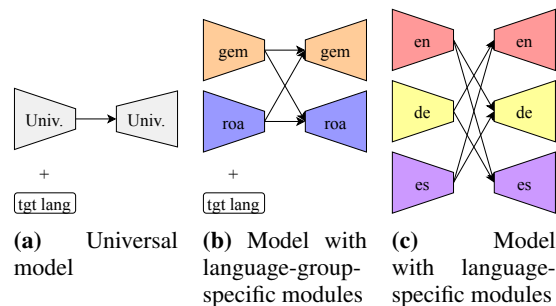 Univ. Univ.
+
tgt lang
(a) Universal
model
gem gem
roa roa
+
tgt lang
(b) Model with
language-group-
specific modules
en en
de de
es es
(c) Model
with language-
specific modules